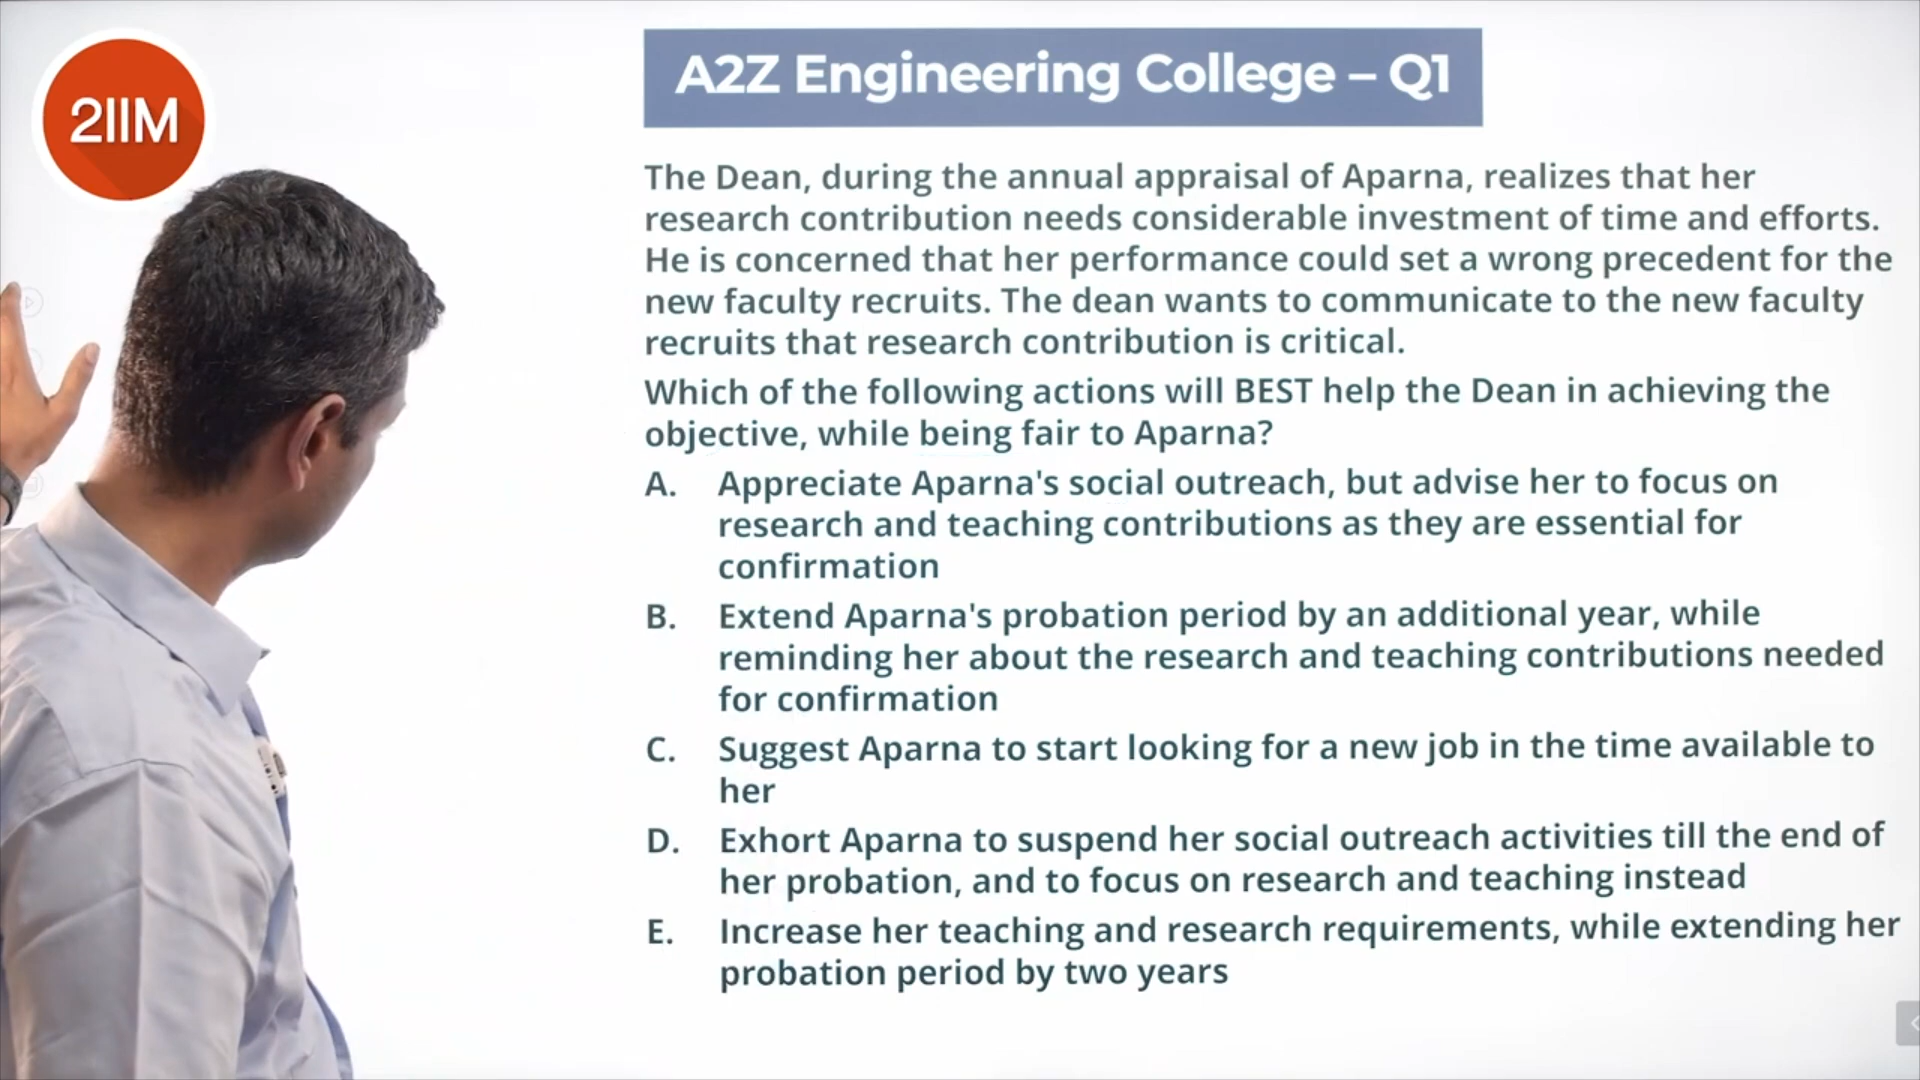 2IIM
A2Z Engineering College – Q1
The Dean, during the annual appraisal of Aparna, realizes that her
research contribution needs considerable investment of time and efforts.
He is concerned that her performance could set a wrong precedent for the
new faculty recruits. The dean wants to communicate to the new faculty
recruits that research contribution is critical.
Which of the following actions will BEST help the Dean in achieving the
objective, while being fair to Aparna?
A. Appreciate Aparna's social outreach, but advise her to focus on
research and teaching contributions as they are essential for
confirmation
B. Extend Aparna's probation period by an additional year, while
reminding her about the research and teaching contributions needed
for confirmation
C. Suggest Aparna to start looking for a new job in the time available to
her
D. Exhort Aparna to suspend her social outreach activities till the end of
her probation, and to focus on research and teaching instead
E. Increase her teaching and research requirements, while extending her
probation period by two years